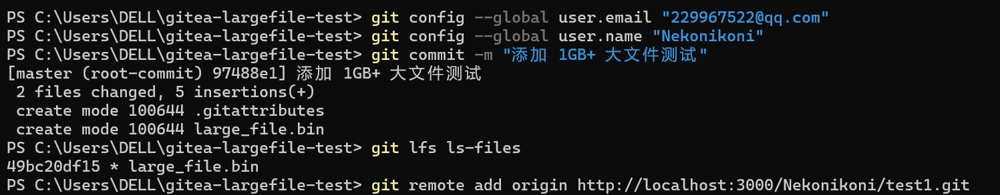 PS C:\Users\DELL\gitea-largefile-test> git config --global user.email "229967522@qq.com"
PS C:\Users\DELL\gitea-largefile-test> git config --global user.name "Nekonikoni"
PS C:\Users\DELL\gitea-largefile-test> git commit -m "添加 1GB+ 大文件测试"
[master (root-commit) 97488e1] 添加 1GB+ 大文件测试
 2 files changed, 5 insertions(+)
 create mode 100644 .gitattributes
 create mode 100644 large_file.bin
PS C:\Users\DELL\gitea-largefile-test> git lfs ls-files
49bc20df15 * large_file.bin
PS C:\Users\DELL\gitea-largefile-test> git remote add origin http://localhost:3000/Nekonikoni/test1.git